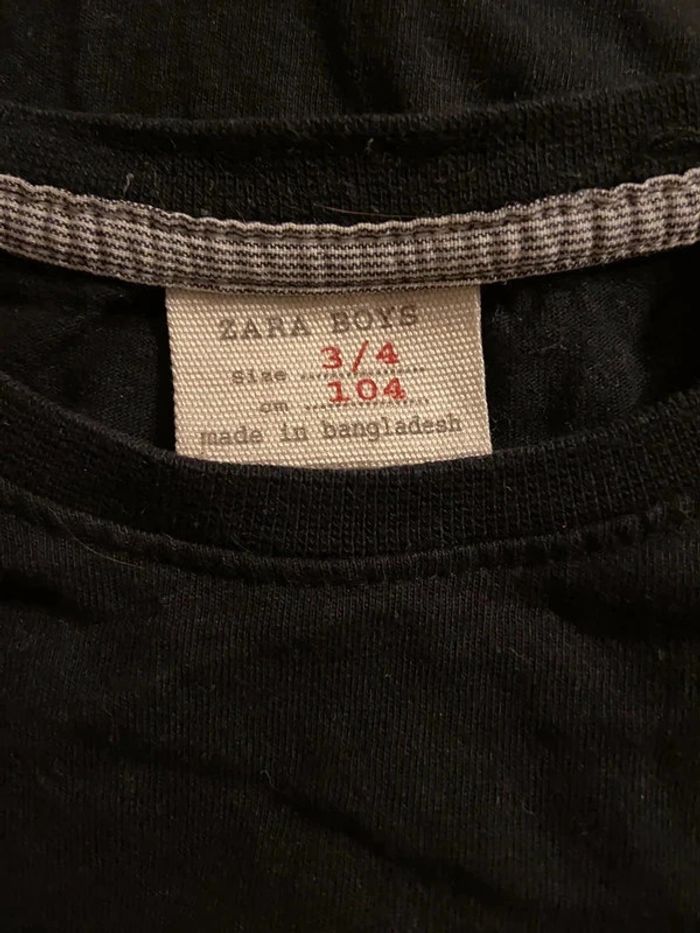 ZARA BOYS
size 3/4
cm 104
made in bangladesh